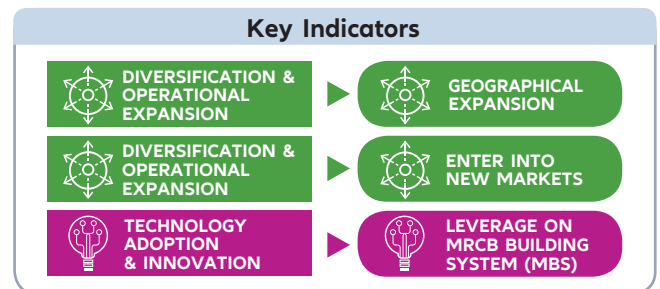 Key Indicators
DIVERSIFICATION &
OPERATIONAL
EXPANSION
GEOGRAPHICAL
EXPANSION
DIVERSIFICATION &
OPERATIONAL
EXPANSION
ENTER INTO
NEW MARKETS
TECHNOLOGY
ADOPTION
& INNOVATION
LEVERAGE ON
MRCB BUILDING
SYSTEM (MBS)